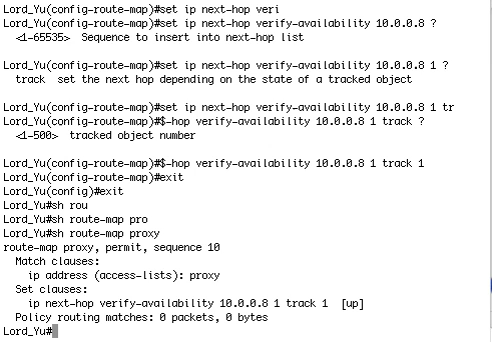 Lord_Yu(config-route-map)#set ip next-hop veri
Lord_Yu(config-route-map)#set ip next-hop verify-availability 10.0.0.8 ?
<1-65535> Sequence to insert into next-hop list
Lord_Yu(config-route-map)#set ip next-hop verify-availability 10.0.0.8 1 ?
track set the next hop depending on the state of a tracked object
Lord_Yu(config-route-map)#set ip next-hop verify-availability 10.0.0.8 1 tr
Lord_Yu(config-route-map)#$-hop verify-availability 10.0.0.8 1 track ?
<1-500> tracked object number
Lord_Yu(config-route-map)#$-hop verify-availability 10.0.0.8 1 track 1
Lord_Yu(config-route-map)#exit
Lord_Yu(config)#exit
Lord_Yu#sh rou
Lord_Yu#sh route-map pro
Lord_Yu#sh route-map proxy
route-map proxy, permit, sequence 10
Match clauses:
ip address (access-lists): proxy
Set clauses:
ip next-hop verify-availability 10.0.0.8 1 track 1 [up]
Policy routing matches: 0 packets, 0 bytes
Lord_Yu#